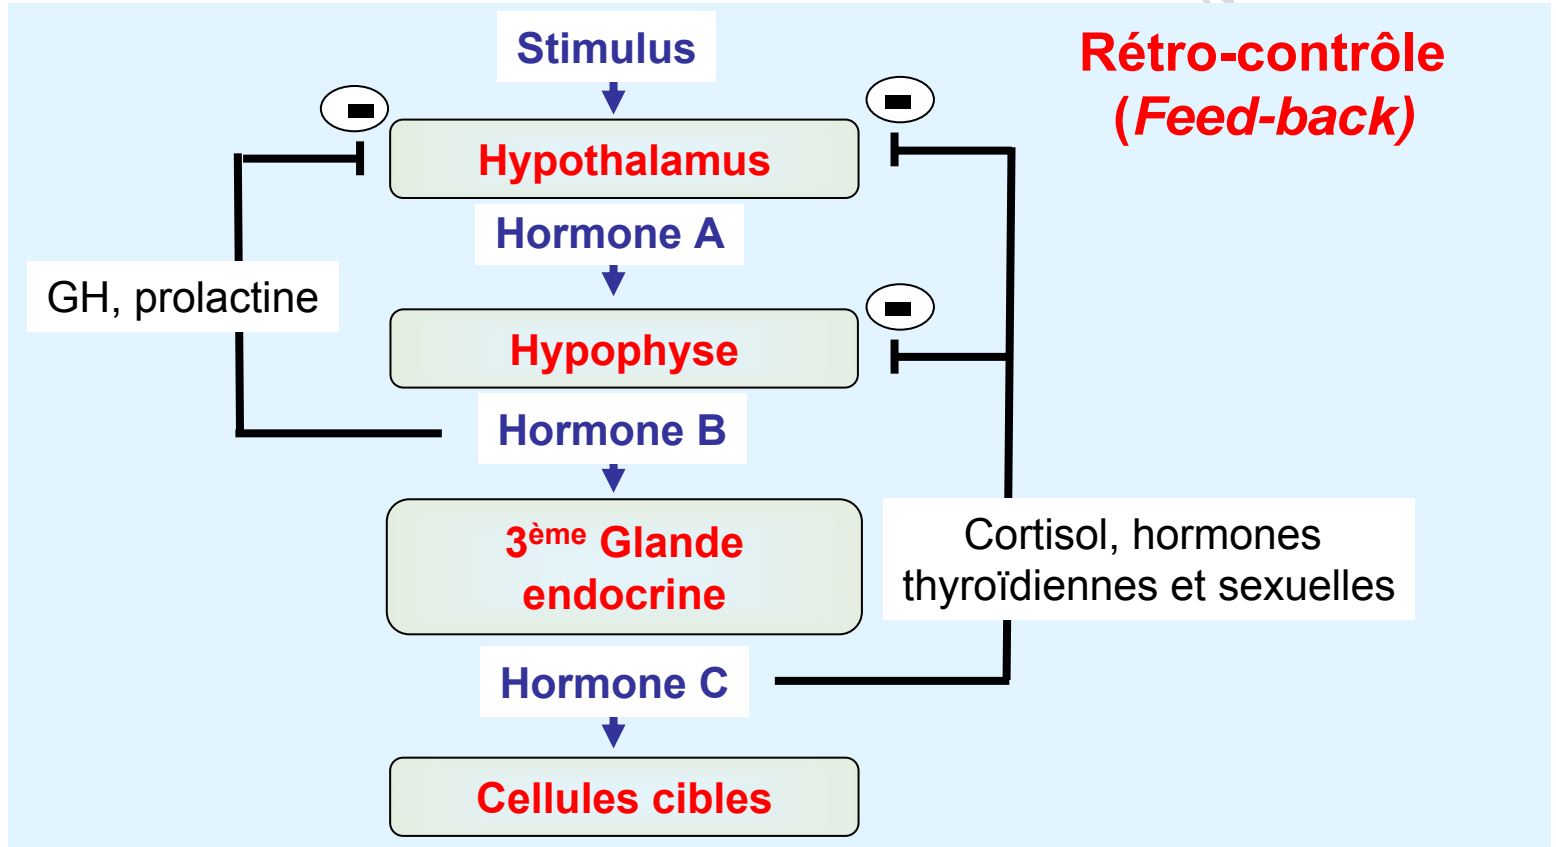 Stimulus
Rétro-contrôle
(Feed-back)
Hypothalamus
Hormone A
GH, prolactine
Hypophyse
Hormone B
3ème Glande
endocrine
Cortisol, hormones
thyroïdiennes et sexuelles
Hormone C
Cellules cibles